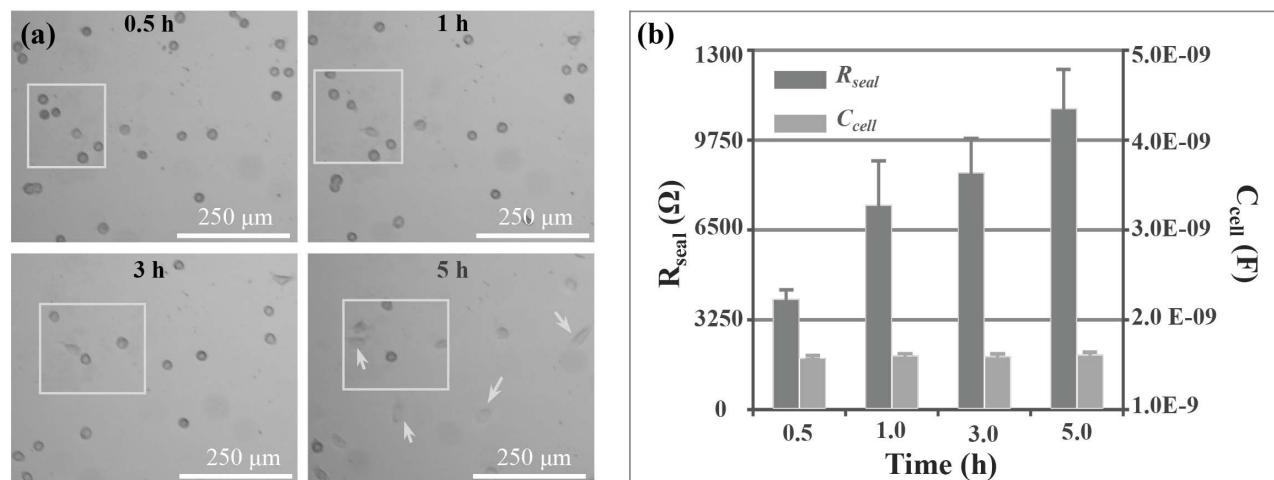 (a)
0.5 h
250 μm
1 h
250 μm
3 h
250 μm
5 h
250 μm
(b)
1300
9750
6500
3250
0
R_seal (Ω)
R_seal
C_cell
5.0E-09
4.0E-09
3.0E-09
2.0 E-09
1.0E-9
C_cell (F)
0.5
1.0
3.0
5.0
Time (h)